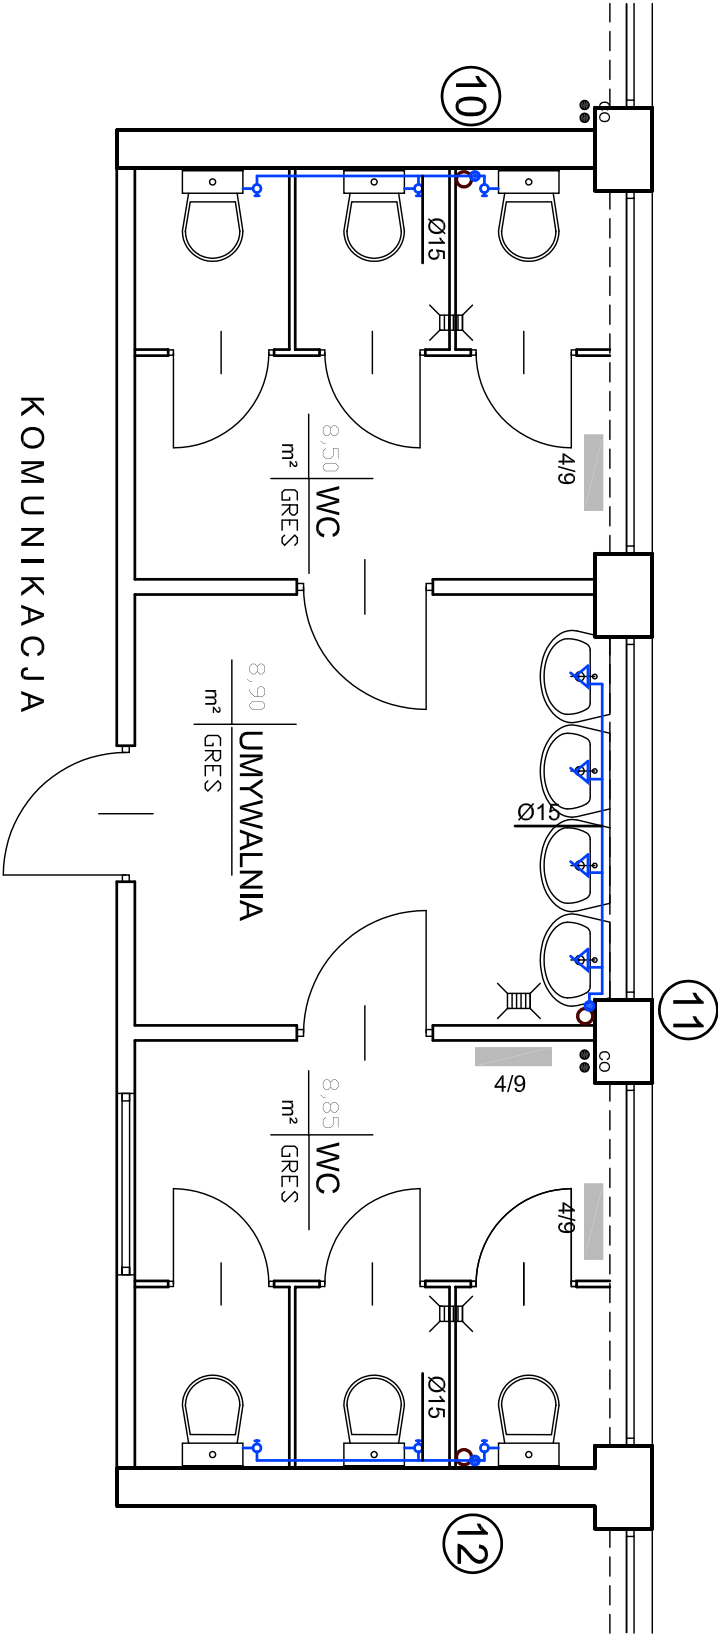 10
CO
Ø15
4/9
8,50
m²
WC
GRES
KOMUNIKACJA
8,90
m²
UMYWALNIA
GRES
Ø15
11
CO
4/9
8,85
m²
WC
GRES
4/9
Ø15
12